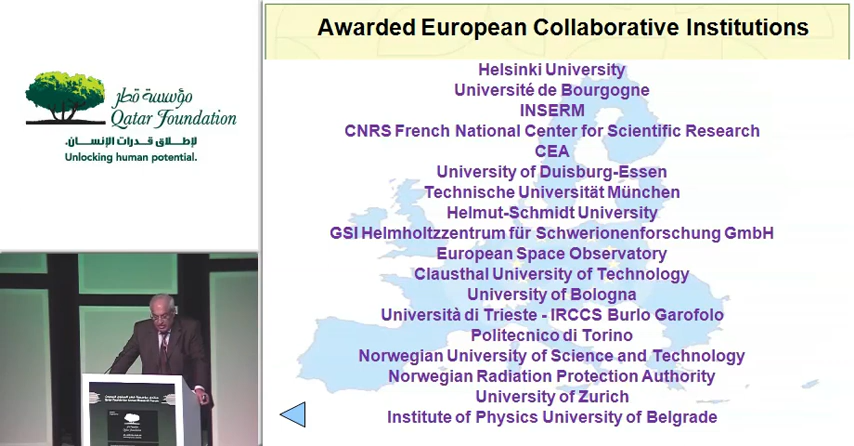 مؤسسة قطر
Qatar Foundation
لإطلاق قدرات الإنسان.
Unlocking human potential.
Awarded European Collaborative Institutions
Helsinki University
Université de Bourgogne
INSERM
CNRS French National Center for Scientific Research
CEA
University of Duisburg-Essen
Technische Universität München
Helmut-Schmidt University
GSI Helmholtzzentrum für Schwerionenforschung GmbH
European Space Observatory
Clausthal University of Technology
University of Bologna
Università di Trieste - IRCCS Burlo Garofolo
Politecnico di Torino
Norwegian University of Science and Technology
Norwegian Radiation Protection Authority
University of Zurich
Institute of Physics University of Belgrade